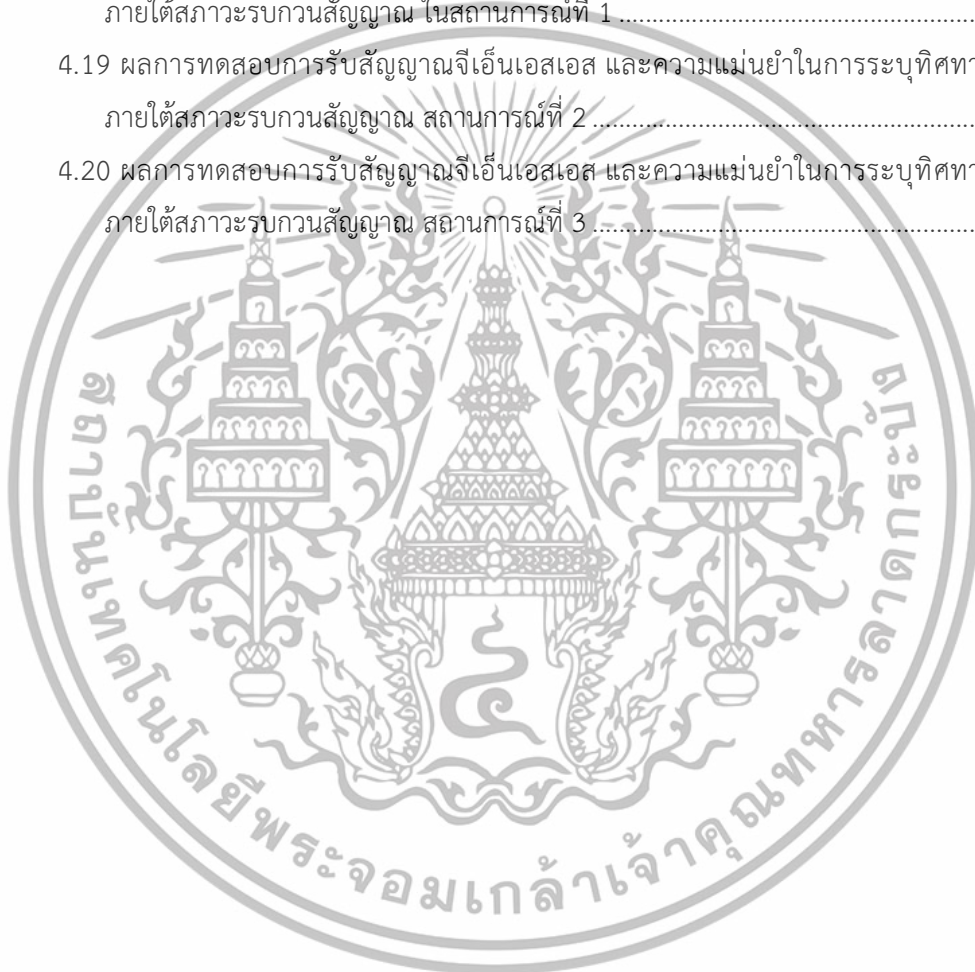 ภายใต้สภาวะรบกวนสัญญาณ ในสถานการณ์ที่ 1 ........................................
4.19 ผลการทดสอบการรับสัญญาณจีเอ็นเอสเอส และความแม่นยำในการระบุทิศทา
ภายใต้สภาวะรบกวนสัญญาณ สถานการณ์ที่ 2 ........................................
4.20 ผลการทดสอบการรับสัญญาณจีเอ็นเอสเอส และความแม่นยำในการระบุทิศทา
ภายใต้สภาวะรบกวนสัญญาณ สถานการณ์ที่ 3 ........................................
๔
สถาบันเทคโนโลยีพระจอมเกล้าเจ้าคุณทหารลาดกระบัง